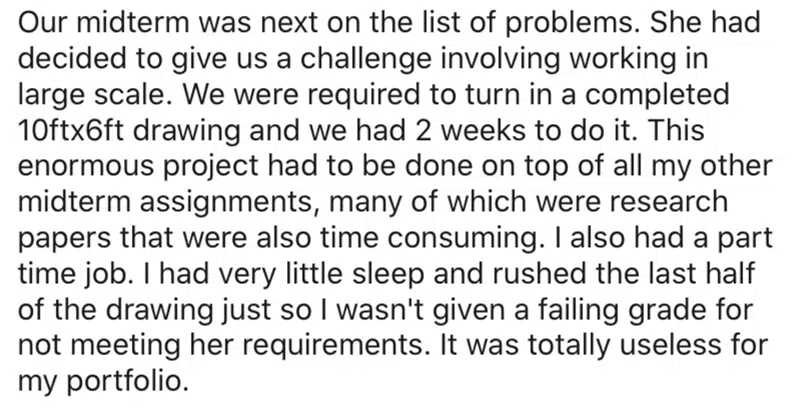 Our midterm was next on the list of problems. She had
decided to give us a challenge involving working in
large scale. We were required to turn in a completed
10ftx6ft drawing and we had 2 weeks to do it. This
enormous project had to be done on top of all my other
midterm assignments, many of which were research
papers that were also time consuming. I also had a part
time job. I had very little sleep and rushed the last half
of the drawing just so I wasn't given a failing grade for
not meeting her requirements. It was totally useless for
my portfolio.